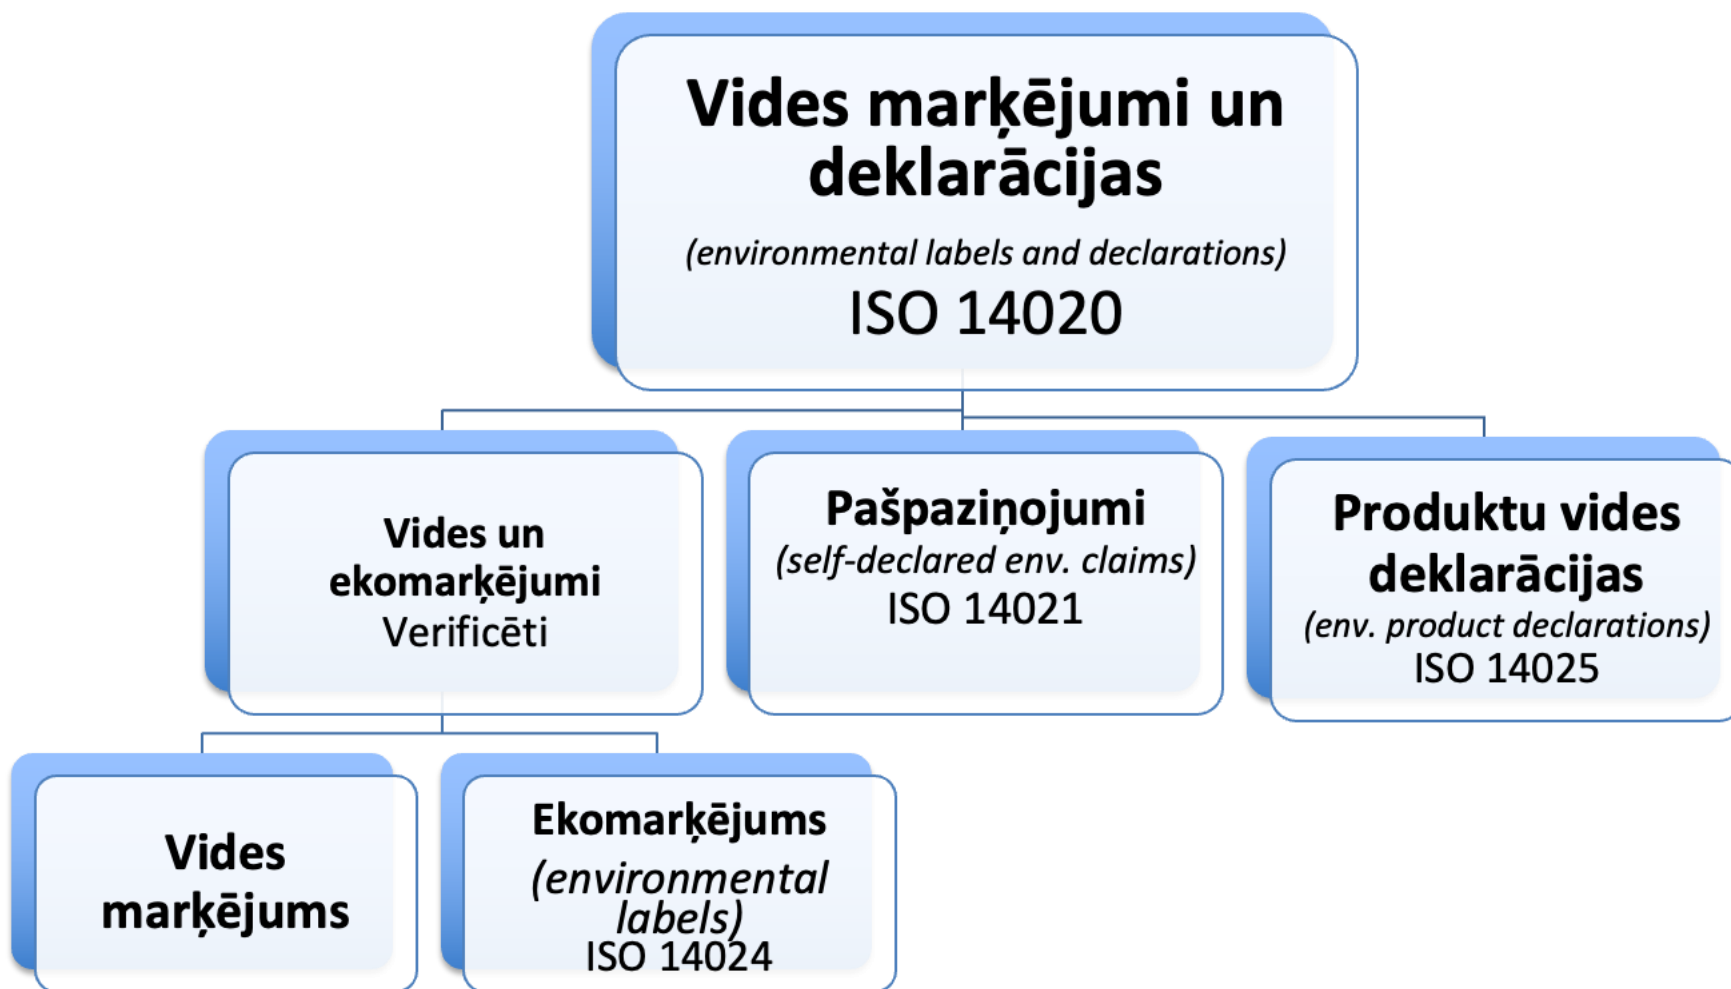 Vides marķējumi un
deklarācijas
(environmental labels and declarations)
ISO 14020
Vides un
ekomarķējumi
Verificēti
Pašpaziņojumi
(self-declared env. claims)
ISO 14021
Produktu vides
deklarācijas
(env. product declarations)
ISO 14025
Vides
marķējums
Ekomarķējums
(environmental
labels)
ISO 14024